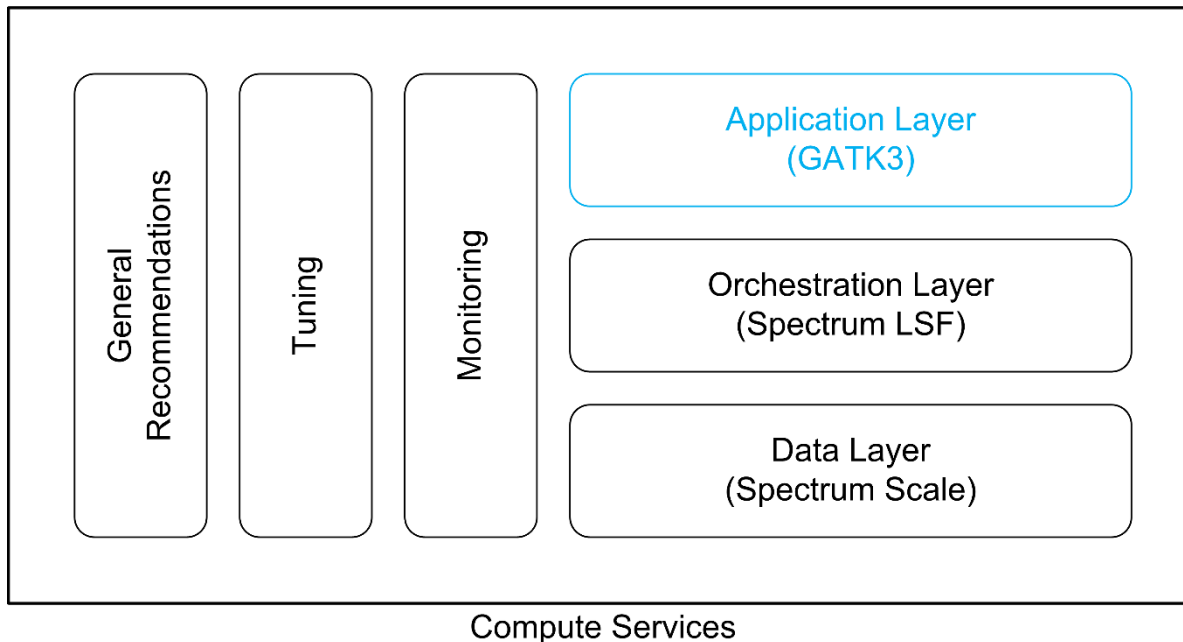 General
Recommendations
Tuning
Monitoring
Application Layer
(GATK3)
Orchestration Layer
(Spectrum LSF)
Data Layer
(Spectrum Scale)
Compute Services